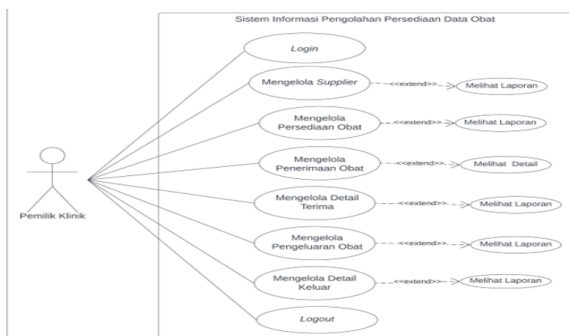 Sistem Informasi Pengolahan Persediaan Data Obat
Login
Mengelola Supplier
<<extend>>
Melihat Laporan
Mengelola
Persediaan Obat
<<extend>>
Melihat Laporan
Mengelola
Penerimaan Obat
<<extend>>
Melihat Detail
Mengelola Detail
Terima
<<extend>>
Melihat Laporan
Pemilik Klinik
Mengelola
Pengeluaran Obat
<<extend>>
Melihat Laporan
Mengelola Detail
Keluar
<<extend>>
Melihat Laporan
Logout